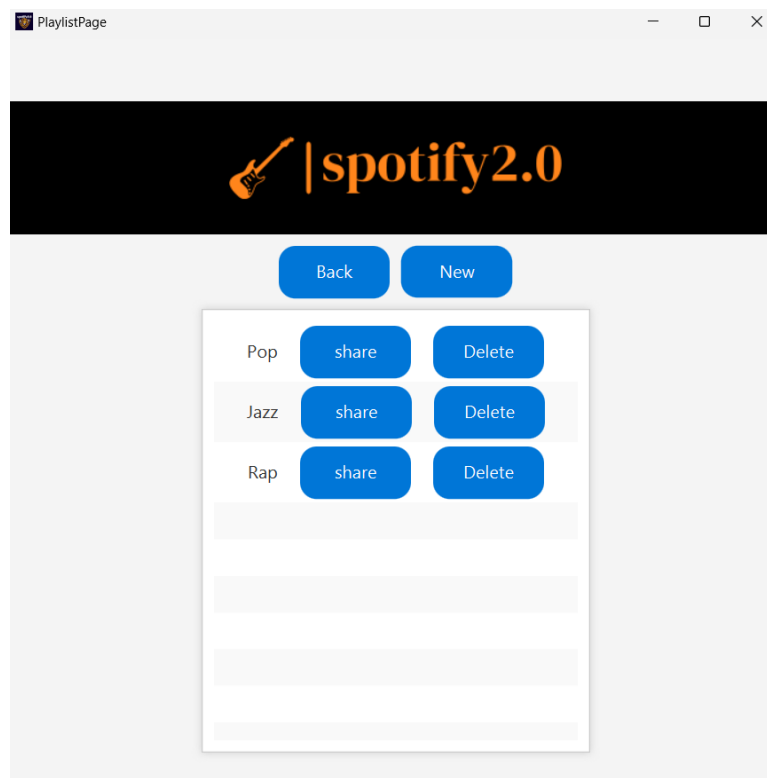 PlaylistPage
|spotify2.0
Back New
Pop share Delete
Jazz share Delete
Rap share Delete